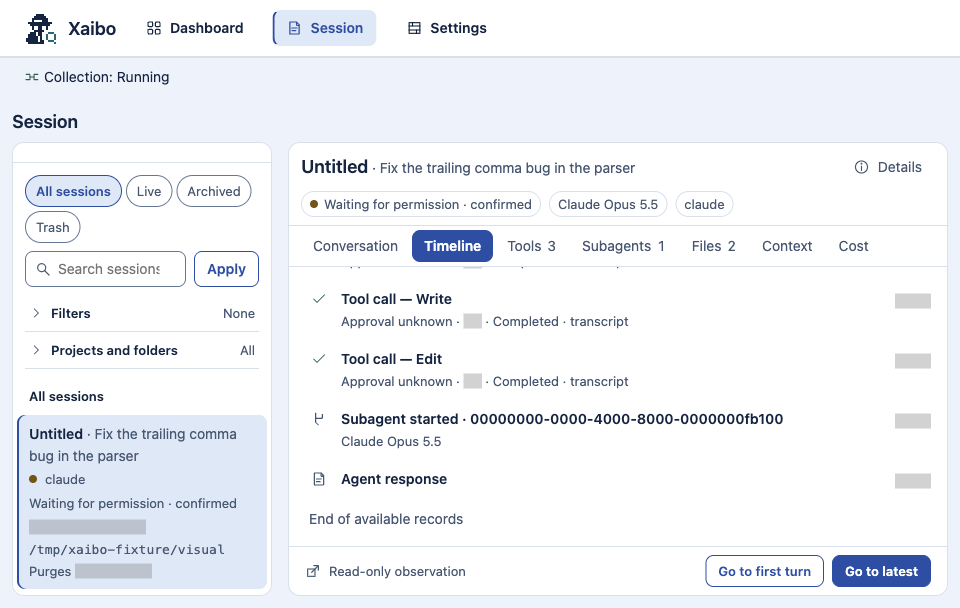 Xaibo Dashboard Session Settings
Collection: Running
Session
All sessions Live Archived
Trash
Search sessions Apply
Filters None
Projects and folders All
All sessions
Untitled · Fix the trailing comma
bug in the parser
claude
Waiting for permission · confirmed
/tmp/xaibo-fixture/visual
Purges
Untitled · Fix the trailing comma bug in the parser Details
Waiting for permission · confirmed Claude Opus 5.5 claude
Conversation Timeline Tools 3 Subagents 1 Files 2 Context Cost
Tool call — Write
Approval unknown · · Completed · transcript
Tool call — Edit
Approval unknown · · Completed · transcript
Subagent started · 00000000-0000-4000-8000-0000000fb100
Claude Opus 5.5
Agent response
End of available records
Read-only observation Go to first turn Go to latest